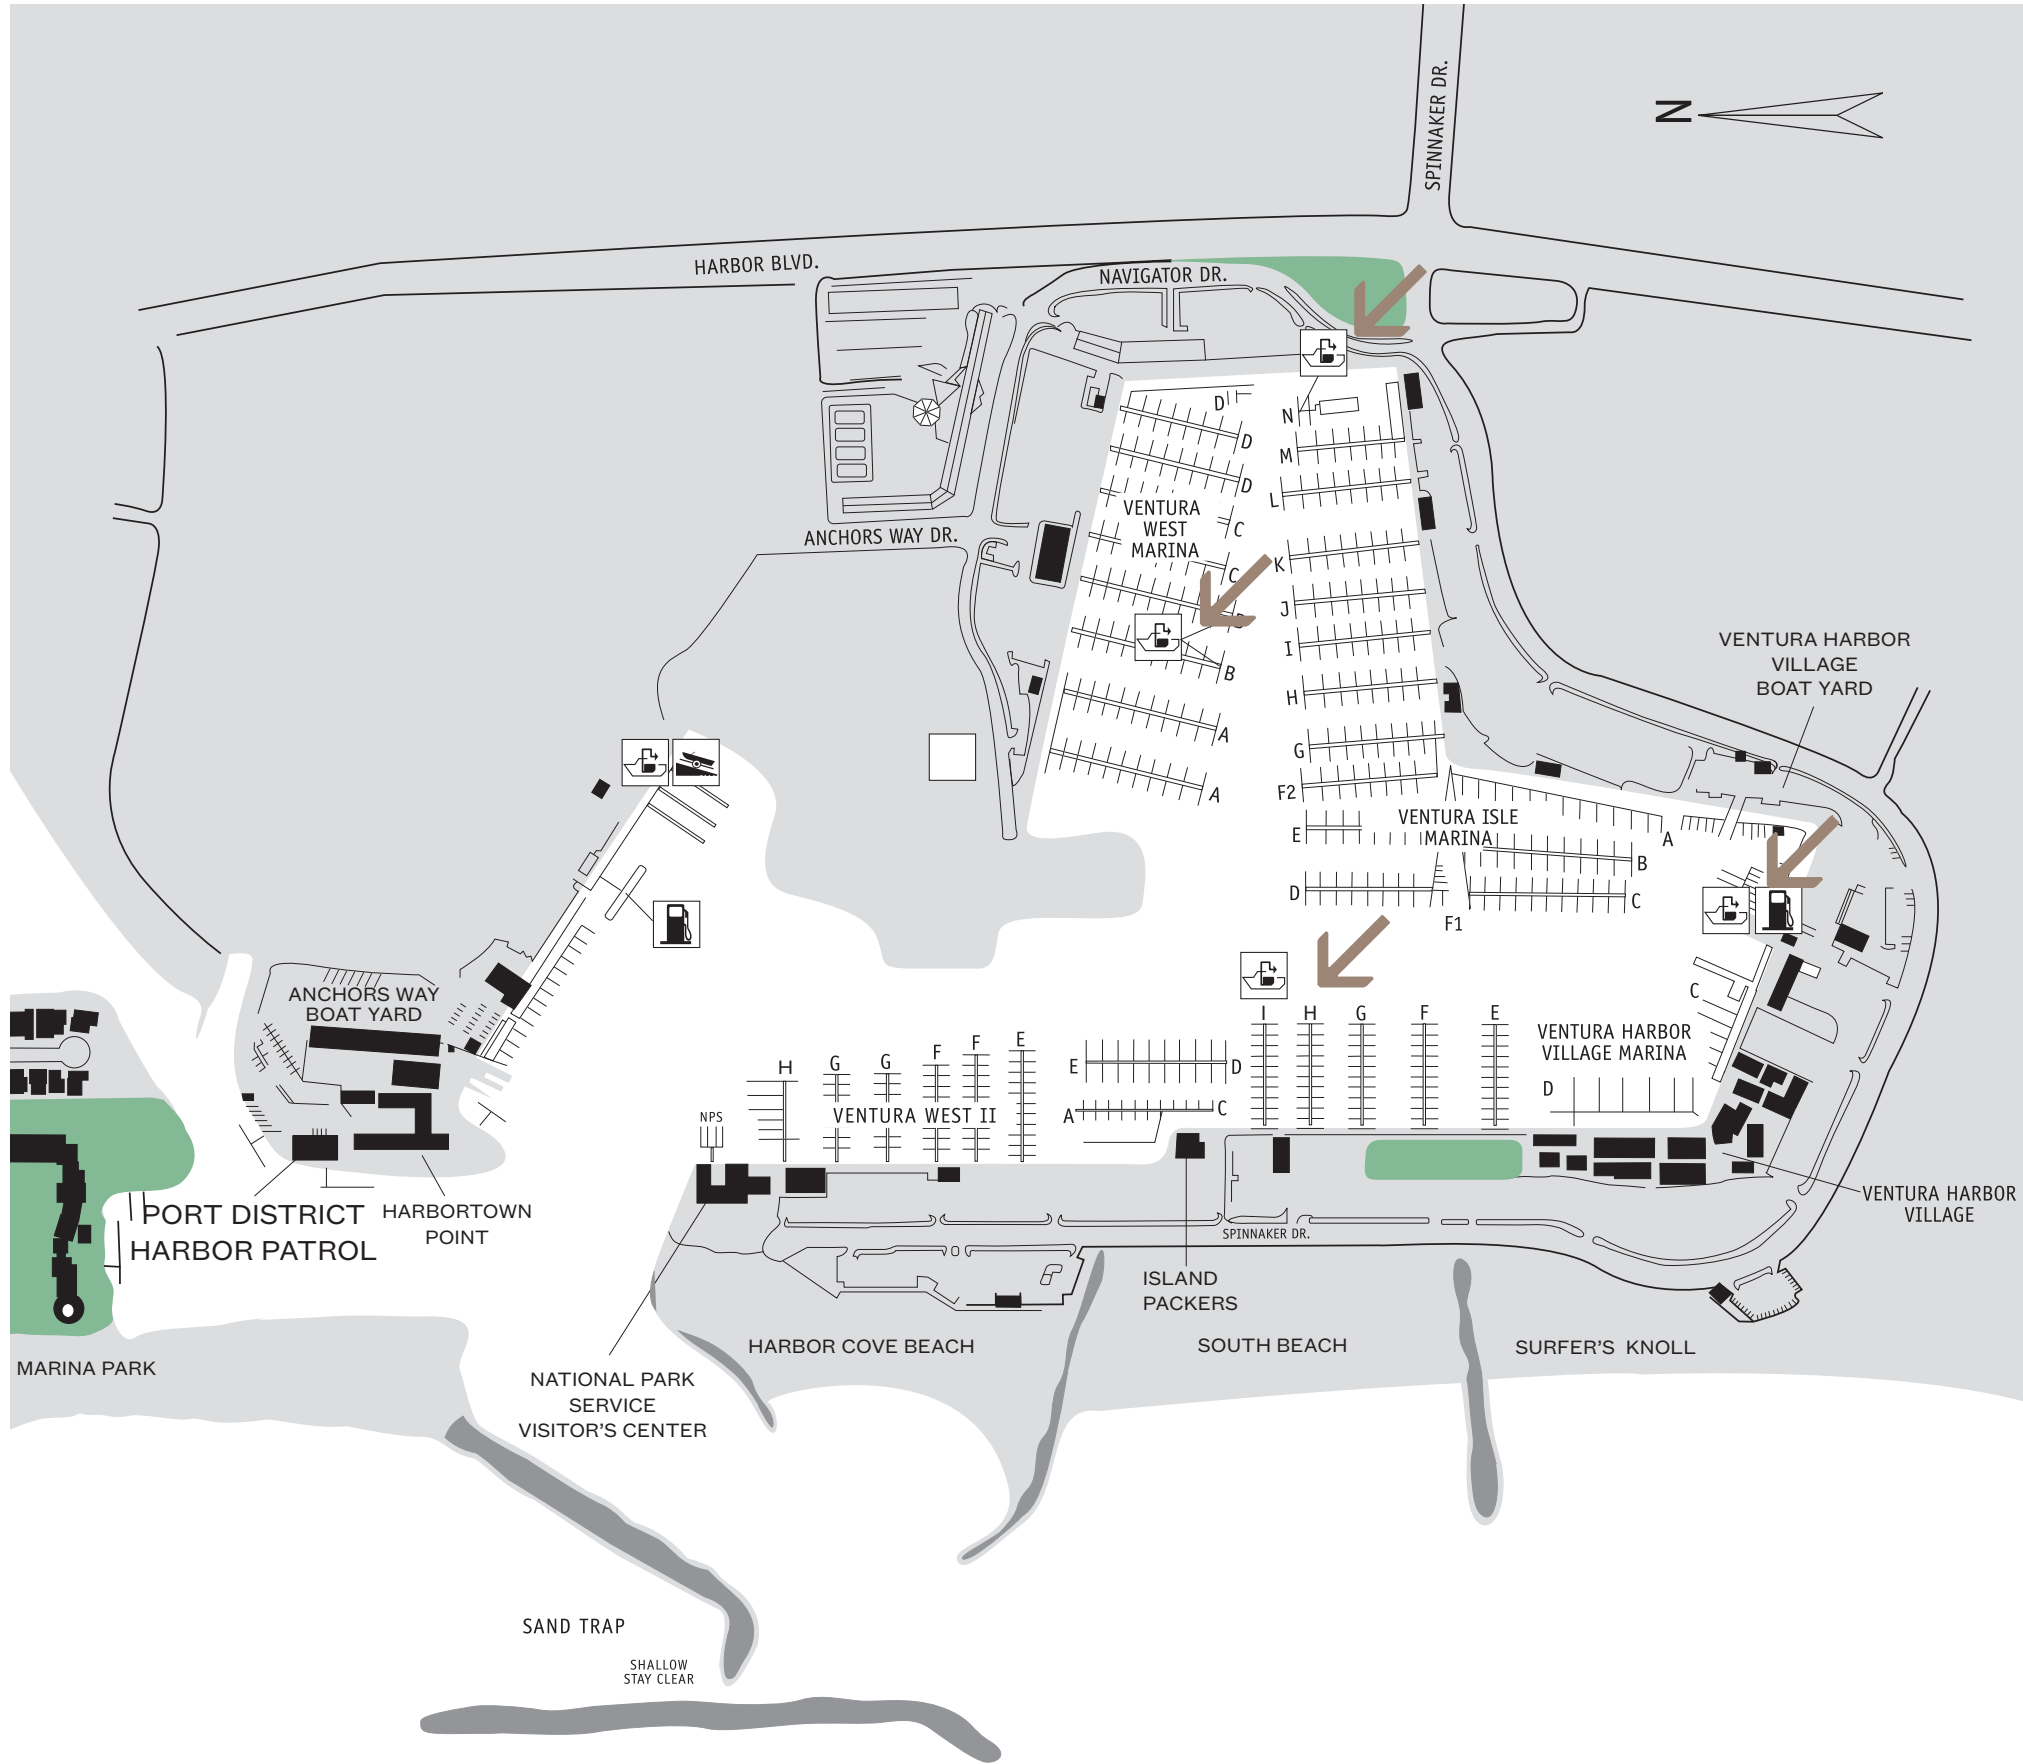 SPINNAKER DR.
N
HARBOR BLVD.
NAVIGATOR DR.
D
N
D
M
D
L
VENTURA
WEST
MARINA
C
ANCHORS WAY DR.
K
C
J
I
B
H
VENTURA HARBOR
VILLAGE
BOAT YARD
A
G
A
F2
VENTURA ISLE
MARINA
E
A
B
D
C
F1
ANCHORS WAY
BOAT YARD
C
I
H
G
F
E
VENTURA HARBOR
VILLAGE MARINA
D
H
G
G
F
F
E
E
D
A
C
NPS
VENTURA WEST II
PORT DISTRICT
HARBOR PATROL
HARBORTOWN
POINT
VENTURA HARBOR
VILLAGE
SPINNAKER DR.
ISLAND
PACKERS
MARINA PARK
HARBOR COVE BEACH
SOUTH BEACH
SURFER'S KNOLL
NATIONAL PARK
SERVICE
VISITOR'S CENTER
SAND TRAP
SHALLOW
STAY CLEAR